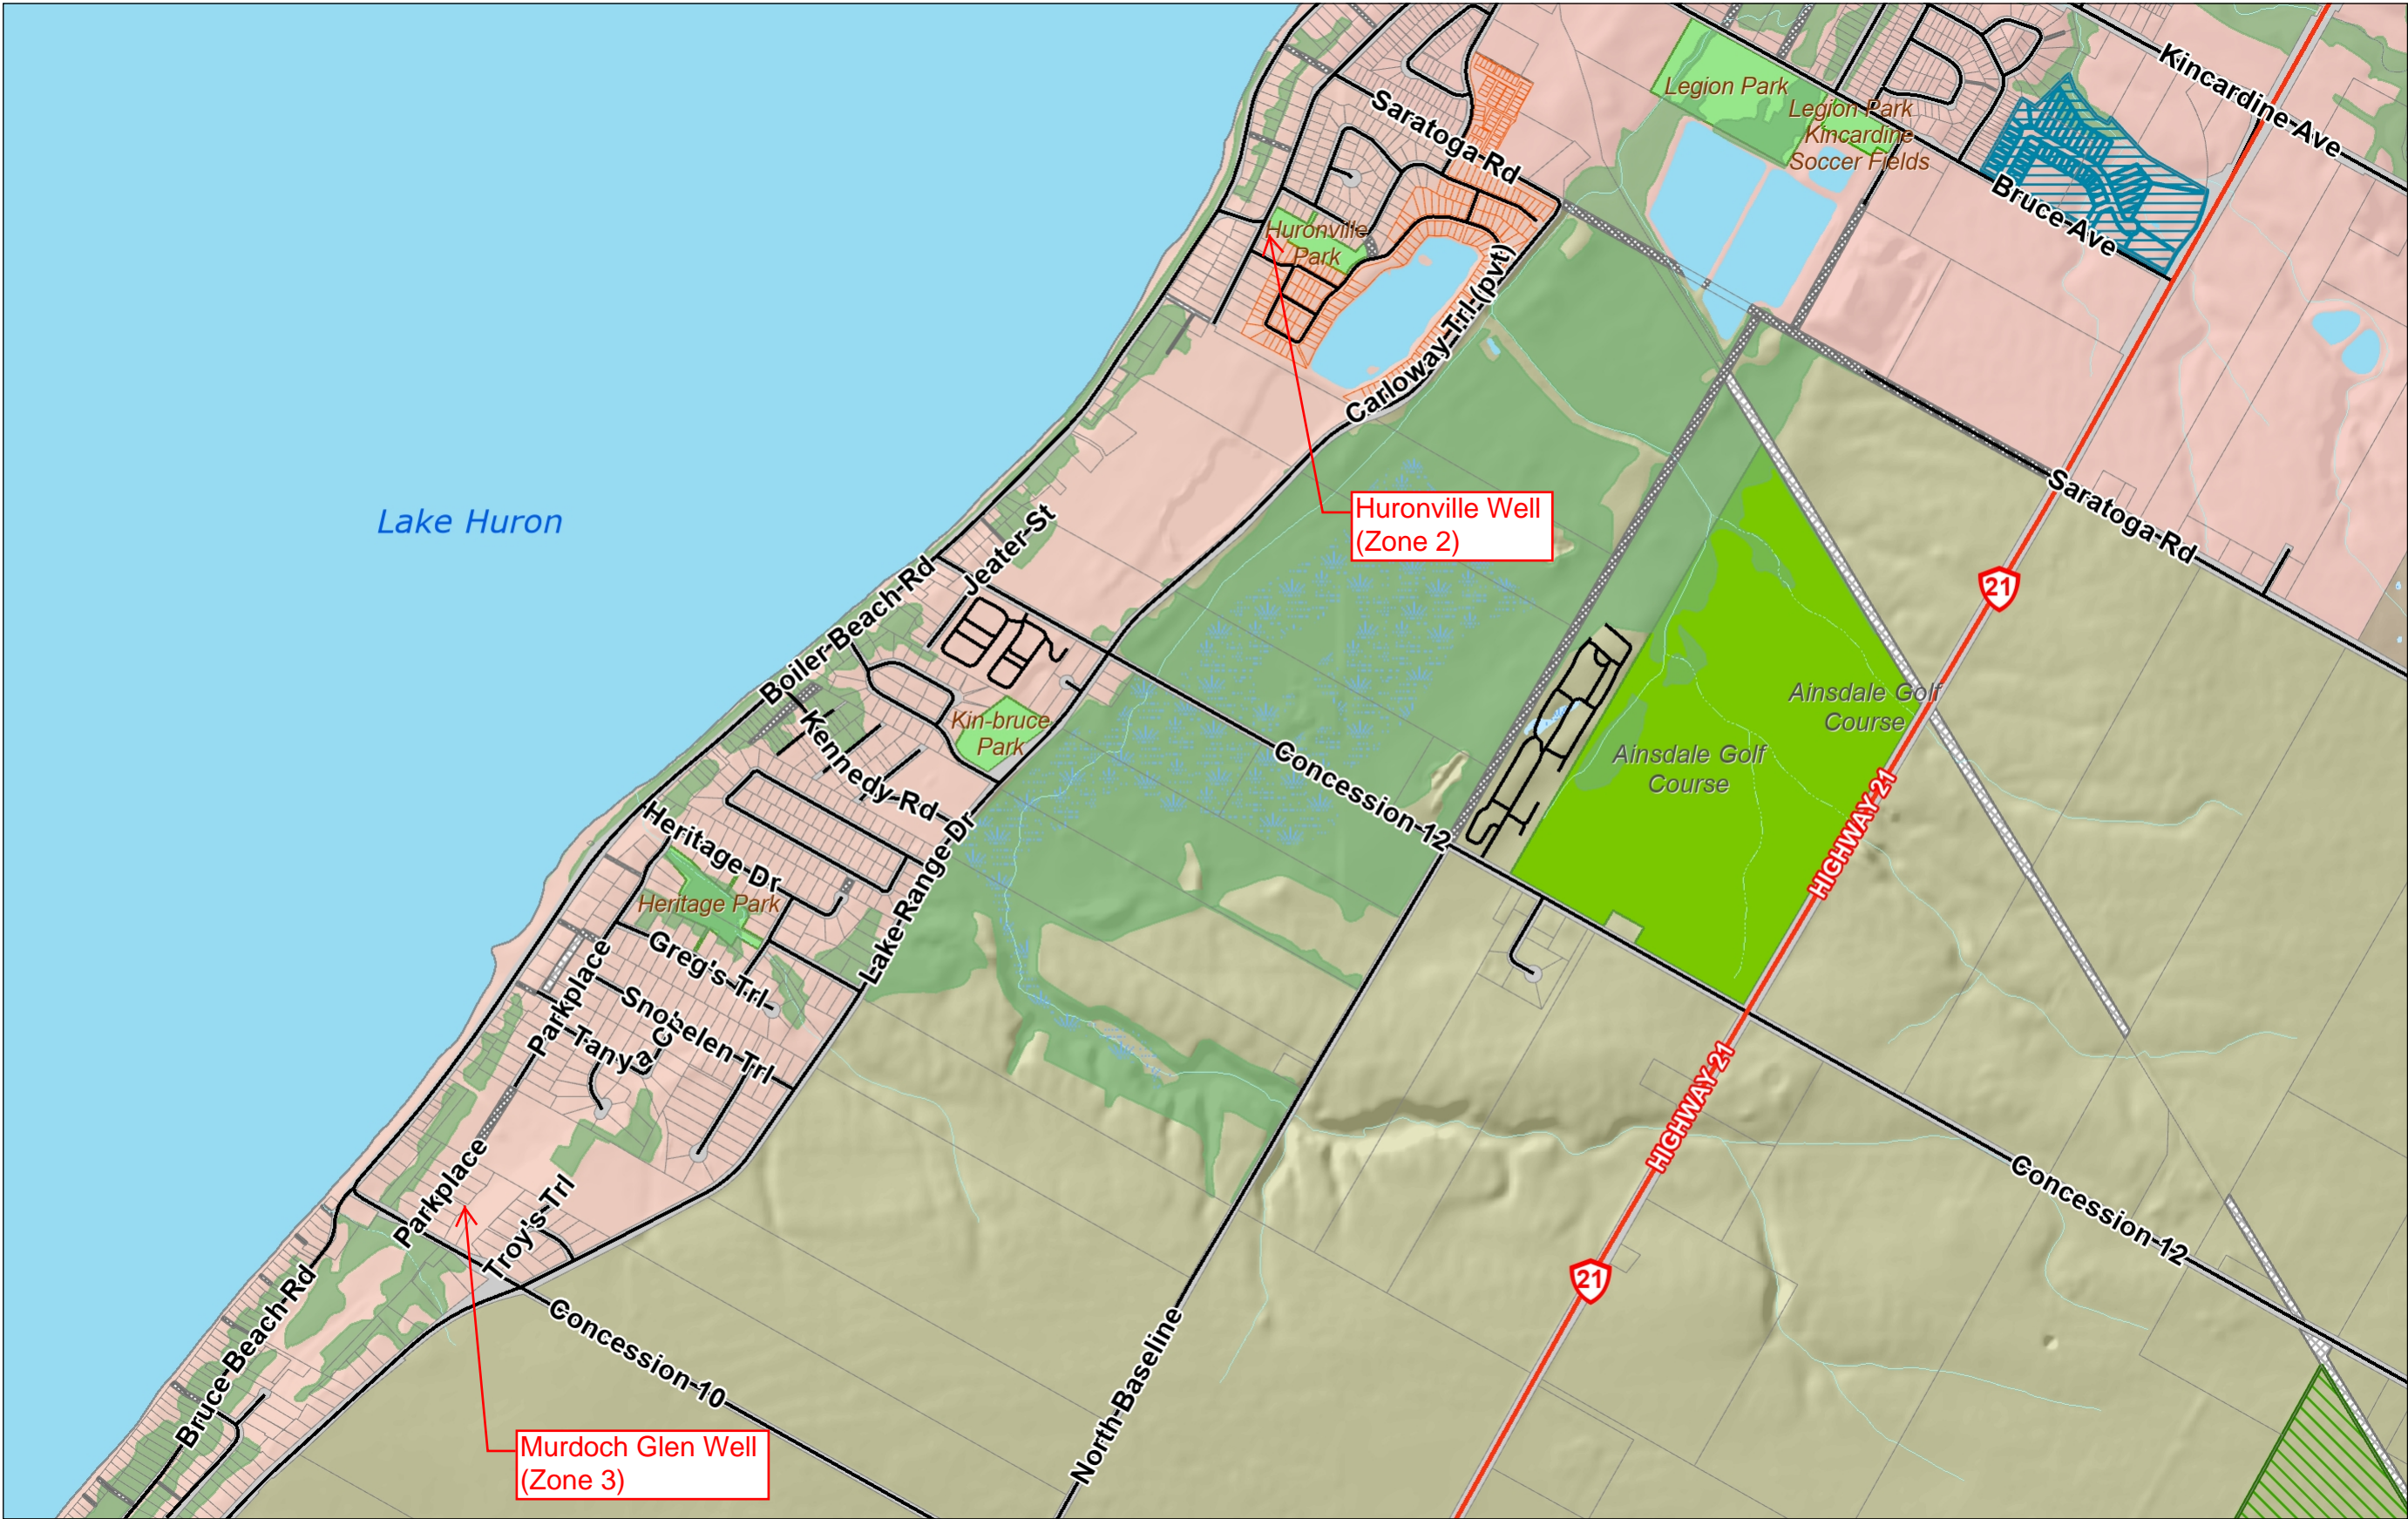 Kincardine-Ave
Legion Park
Legion Park
Kincardine
Soccer Fields
Saratoga-Rd
Bruce-Ave
Huronville
Park
Carloway-Trl-(pvt)
Saratoga-Rd
Lake Huron
Huronville Well
(Zone 2)
Jeater-St
21
Boiler-Beach-Rd
Ainsdale Golf
Course
Kin-bruce
Park
Kennedy-Rd
Concession-12
Ainsdale Golf
Course
HIGHWAY-21
Heritage-Dr
Heritage Park
Lake-Range-Dr
Greg's-Trl
Parkplace
Snobelen-Trl
Tanya Ct
HIGHWAY-21
Parkplace
Troy's-Trl
Concession-12
21
Bruce-Beach-Rd
Concession-10
North-Baseline
Murdoch Glen Well
(Zone 3)